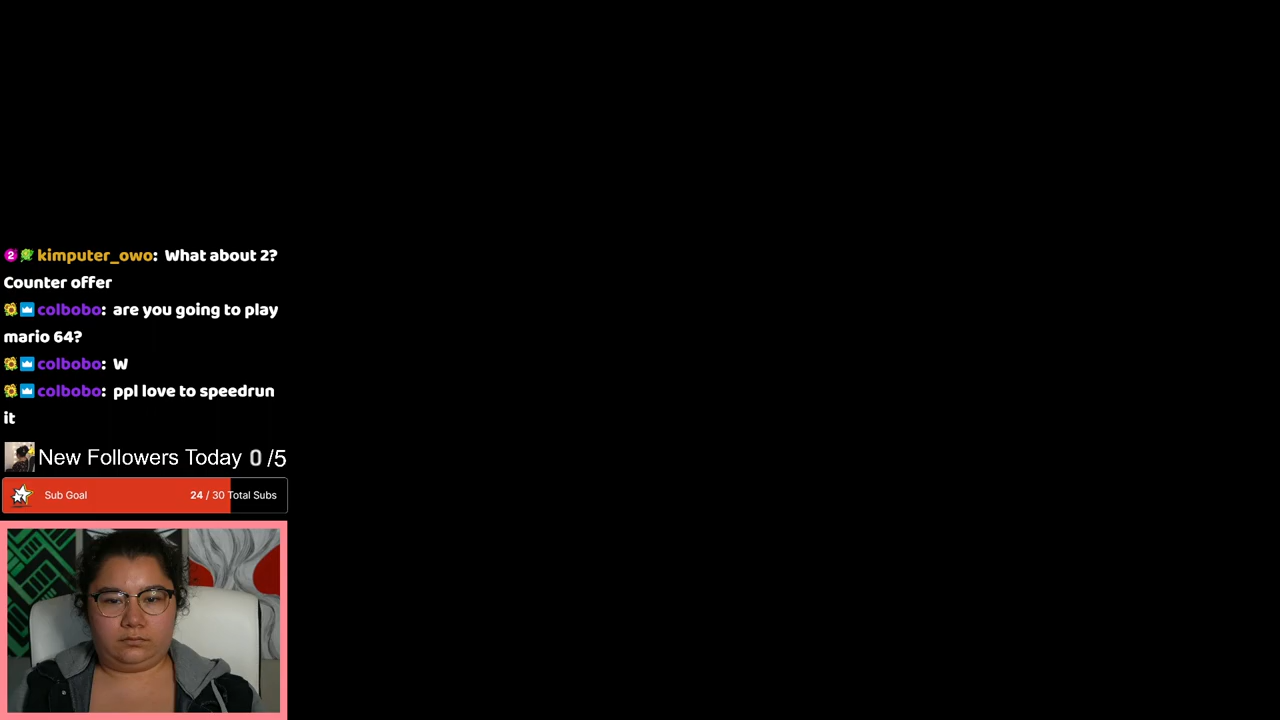 2 kimputer_owo: What about 2?
Counter offer
colbobo: are you going to play
mario 64?
colbobo: W
colbobo: ppl love to speedrun
it
New Followers Today 0 /5
Sub Goal 24 / 30 Total Subs